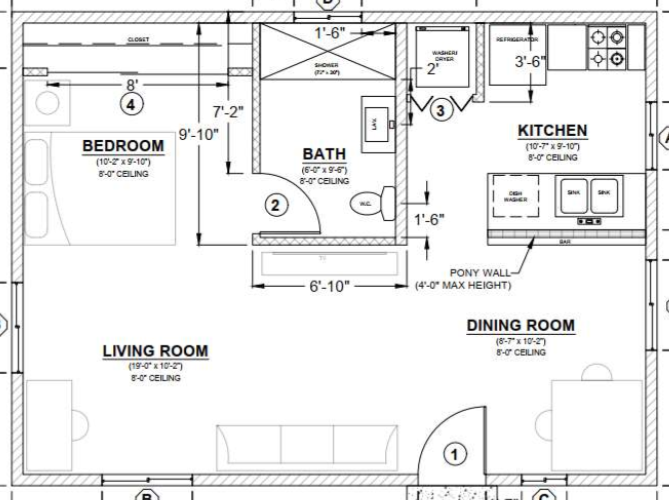 D
1'-6"
CLOSET
WASHER/
DRYER
REFRIGERATOR
3'-6"
SHOWER
2'
8'
4
7'-2"
9'-10"
3
LAV.
KITCHEN
(10'-7" x 9'-10")
8'-0" CEILING
A
BEDROOM
(10'-2" x 9'-10")
8'-0" CEILING
BATH
(6'-0" x 9'-6")
8'-0" CEILING
2
W.C.
1'-6"
DISH
WASHER
SINK
SINK
BAR
TV
6'-10"
PONY WALL
(4'-0" MAX HEIGHT)
DINING ROOM
(8'-7" x 10'-2")
8'-0" CEILING
LIVING ROOM
(19'-0" x 10'-2")
8'-0" CEILING
1
B
C